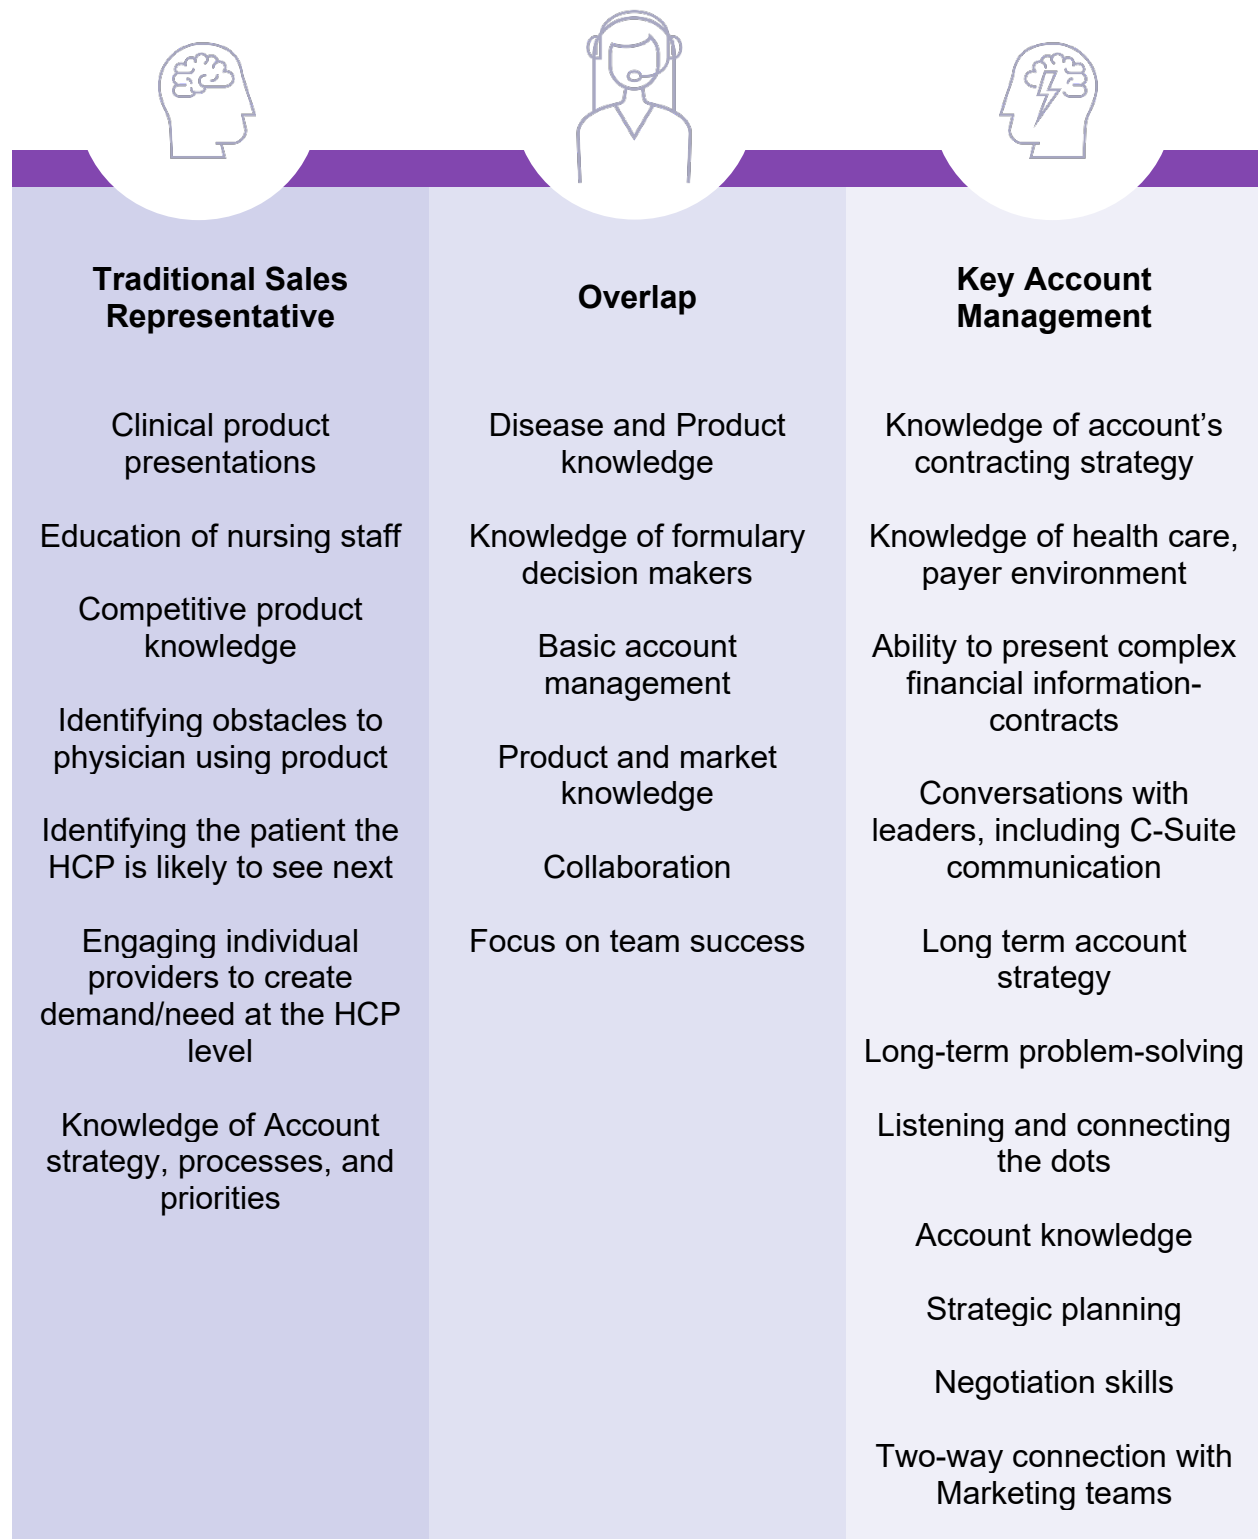 Traditional Sales
Representative
Clinical product
presentations
Education of nursing staff
Competitive product
knowledge
Identifying obstacles to
physician using product
Identifying the patient the
HCP is likely to see next
Engaging individual
providers to create
demand/need at the HCP
level
Knowledge of Account
strategy, processes, and
priorities
Overlap
Disease and Product
knowledge
Knowledge of formulary
decision makers
Basic account
management
Product and market
knowledge
Collaboration
Focus on team success
Key Account
Management
Knowledge of account’s
contracting strategy
Knowledge of health care,
payer environment
Ability to present complex
financial information-
contracts
Conversations with
leaders, including C-Suite
communication
Long term account
strategy
Long-term problem-solving
Listening and connecting
the dots
Account knowledge
Strategic planning
Negotiation skills
Two-way connection with
Marketing teams